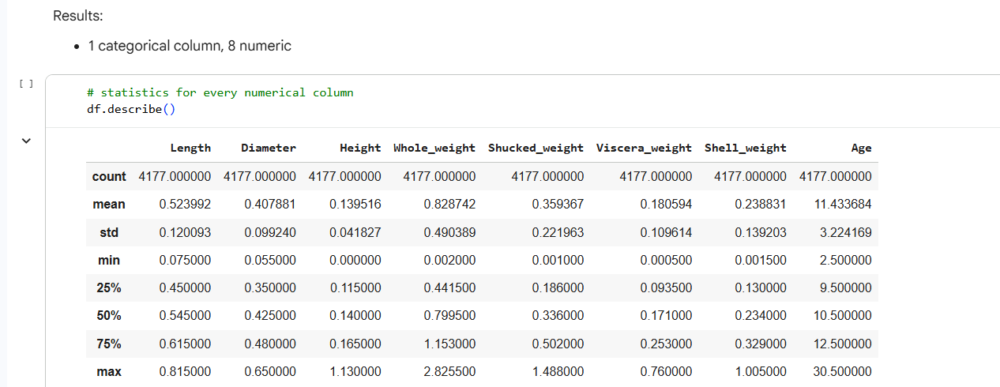 Results:
• 1 categorical column, 8 numeric
[ ]
# statistics for every numerical column
df.describe()
Length Diameter Height Whole_weight Shucked_weight Viscera_weight Shell_weight Age
count 4177.000000 4177.000000 4177.000000 4177.000000 4177.000000 4177.000000 4177.000000 4177.000000
mean 0.523992 0.407881 0.139516 0.828742 0.359367 0.180594 0.238831 11.433684
std 0.120093 0.099240 0.041827 0.490389 0.221963 0.109614 0.139203 3.224169
min 0.075000 0.055000 0.000000 0.002000 0.001000 0.000500 0.001500 2.500000
25% 0.450000 0.350000 0.115000 0.441500 0.186000 0.093500 0.130000 9.500000
50% 0.545000 0.425000 0.140000 0.799500 0.336000 0.171000 0.234000 10.500000
75% 0.615000 0.480000 0.165000 1.153000 0.502000 0.253000 0.329000 12.500000
max 0.815000 0.650000 1.130000 2.825500 1.488000 0.760000 1.005000 30.500000